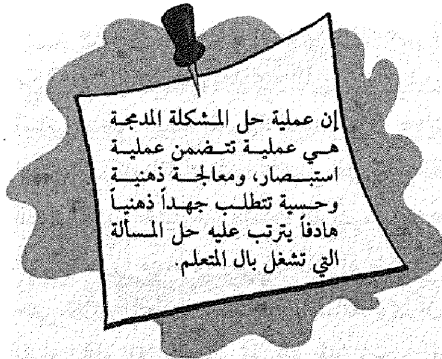 إن عملية حل المشكلة المدمجة
هي عملية تتضمن عملية
استبصار، ومعالجة ذهنية
وحسية تتطلب جهداً ذهنياً
هادفاً يترتب عليه حل المسألة
التي تشغل بال المتعلم.